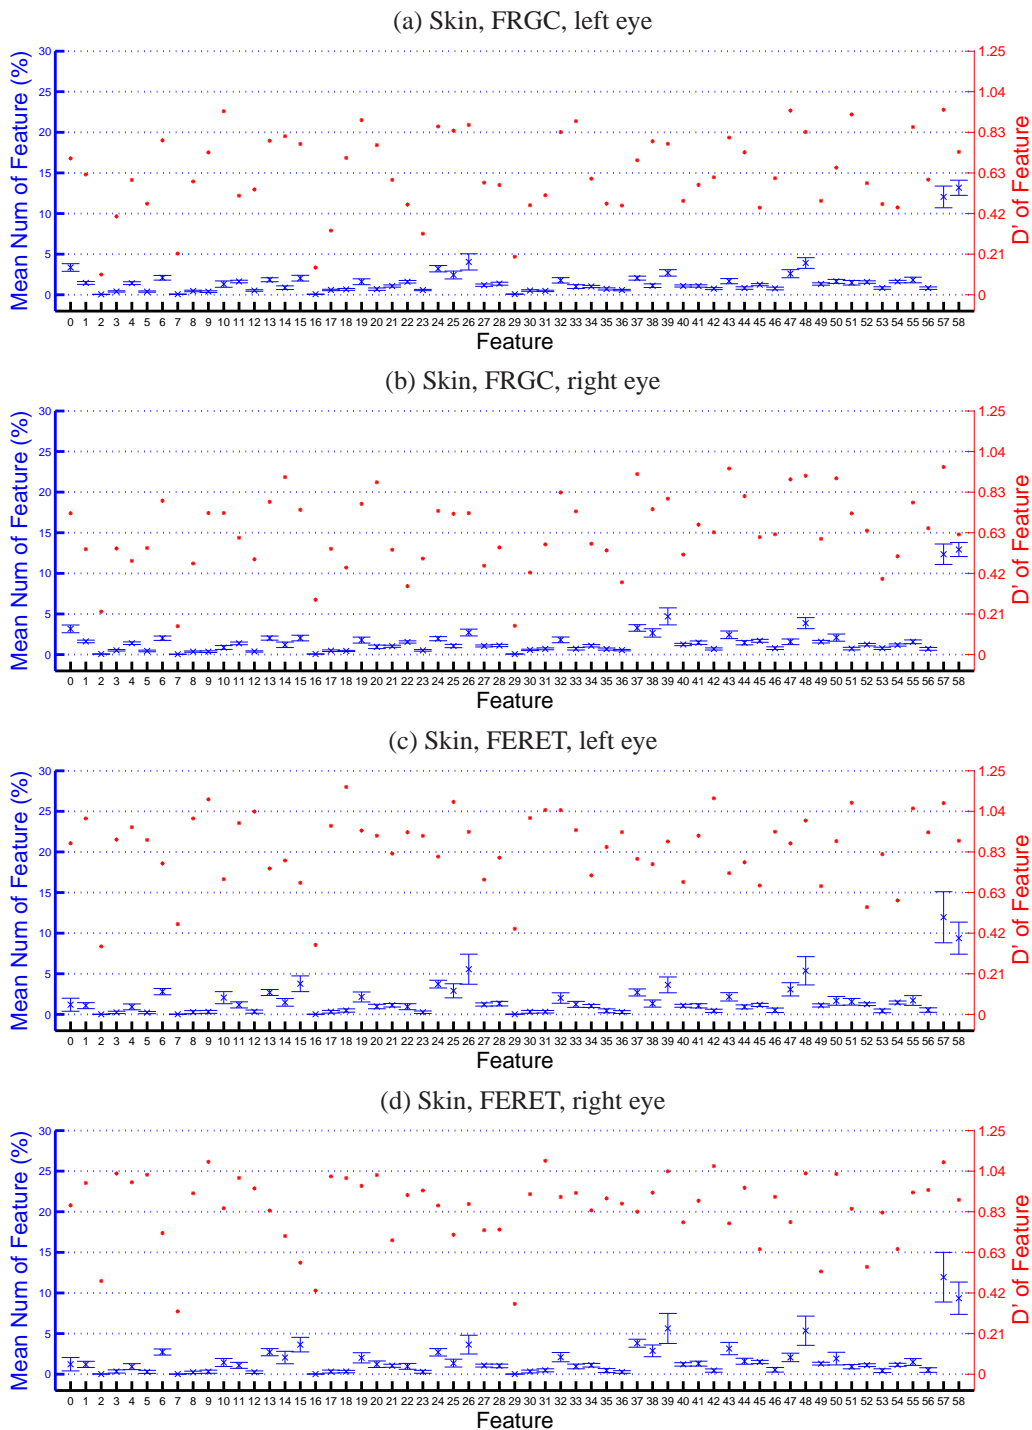 (a) Skin, FRGC, left eye
Mean Num of Feature (%)
30
25
20
15
10
5
0
1.25
1.04
0.83
0.63
0.42
0.21
0
D' of Feature
0 1 2 3 4 5 6 7 8 9 10 11 12 13 14 15 16 17 18 19 20 21 22 23 24 25 26 27 28 29 30 31 32 33 34 35 36 37 38 39 40 41 42 43 44 45 46 47 48 49 50 51 52 53 54 55 56 57 58
Feature
(b) Skin, FRGC, right eye
Mean Num of Feature (%)
30
25
20
15
10
5
0
1.25
1.04
0.83
0.63
0.42
0.21
0
D' of Feature
0 1 2 3 4 5 6 7 8 9 10 11 12 13 14 15 16 17 18 19 20 21 22 23 24 25 26 27 28 29 30 31 32 33 34 35 36 37 38 39 40 41 42 43 44 45 46 47 48 49 50 51 52 53 54 55 56 57 58
Feature
(c) Skin, FERET, left eye
Mean Num of Feature (%)
30
25
20
15
10
5
0
1.25
1.04
0.83
0.63
0.42
0.21
0
D' of Feature
0 1 2 3 4 5 6 7 8 9 10 11 12 13 14 15 16 17 18 19 20 21 22 23 24 25 26 27 28 29 30 31 32 33 34 35 36 37 38 39 40 41 42 43 44 45 46 47 48 49 50 51 52 53 54 55 56 57 58
Feature
(d) Skin, FERET, right eye
Mean Num of Feature (%)
30
25
20
15
10
5
0
1.25
1.04
0.83
0.63
0.42
0.21
0
D' of Feature
0 1 2 3 4 5 6 7 8 9 10 11 12 13 14 15 16 17 18 19 20 21 22 23 24 25 26 27 28 29 30 31 32 33 34 35 36 37 38 39 40 41 42 43 44 45 46 47 48 49 50 51 52 53 54 55 56 57 58
Feature